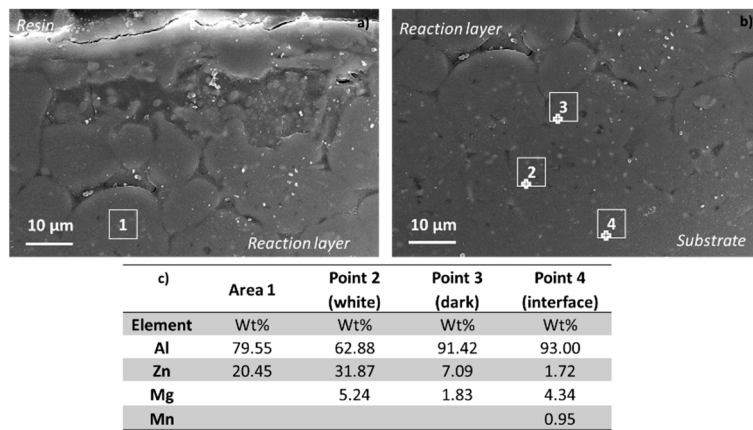 Resin
a)
1
10 µm
Reaction layer
Reaction layer
b)
3
2
4
10 µm
Substrate
c) Area 1 Point 2 (white) Point 3 (dark) Point 4 (interface)
Element Wt% Wt% Wt% Wt%
Al 79.55 62.88 91.42 93.00
Zn 20.45 31.87 7.09 1.72
Mg 5.24 1.83 4.34
Mn 0.95